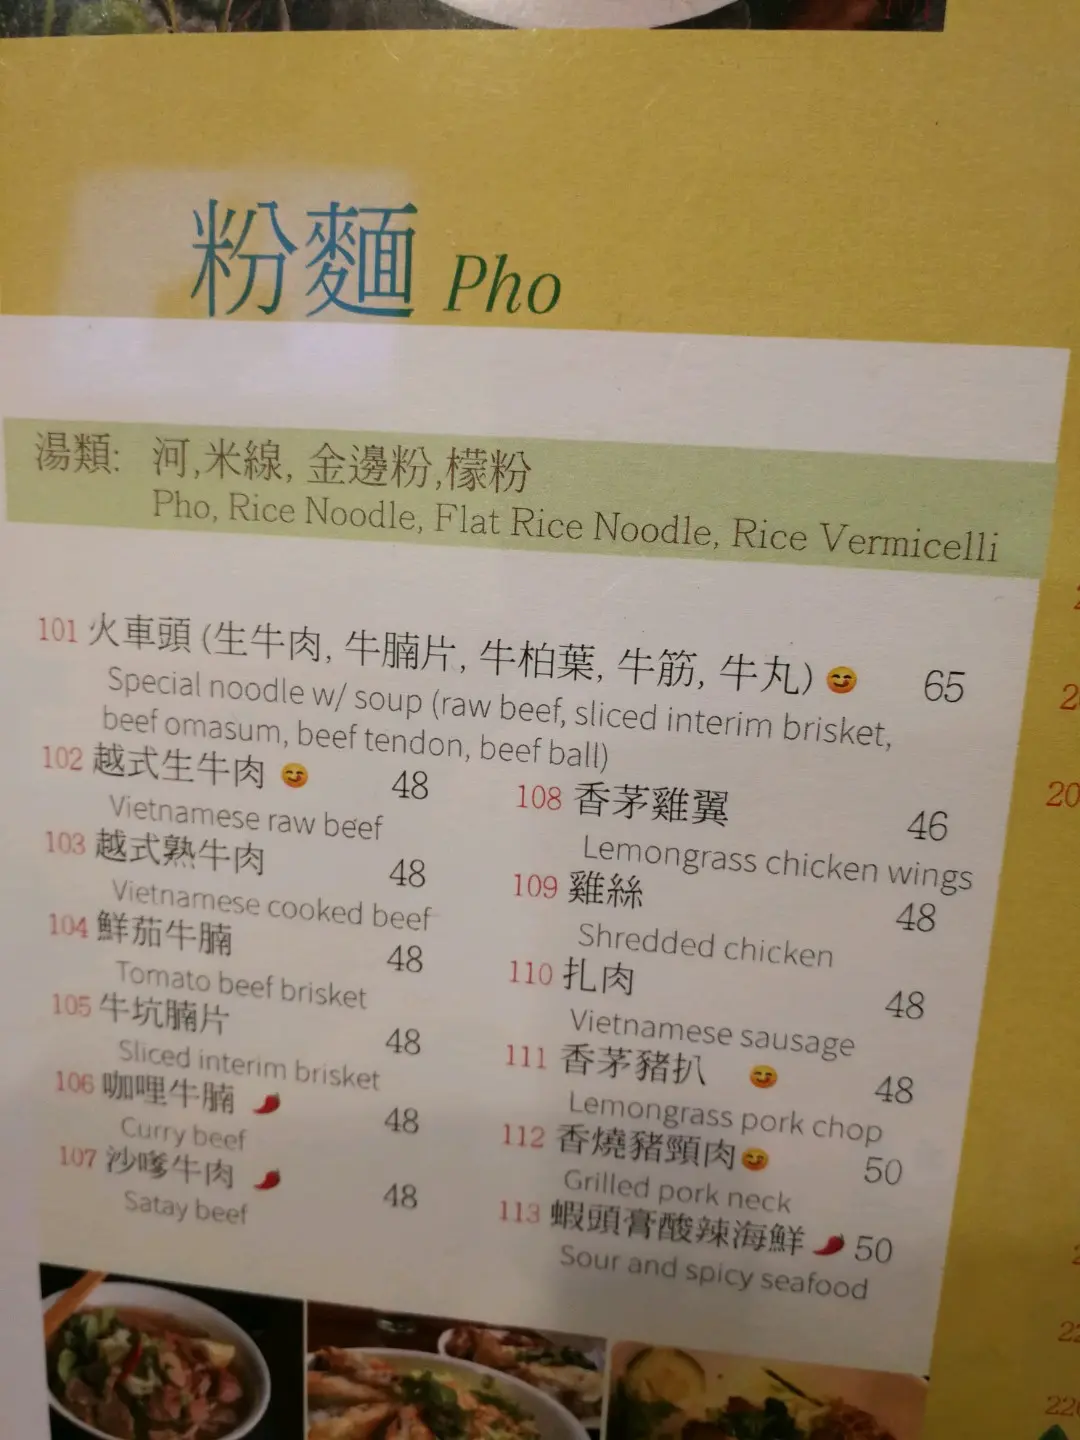 粉麵 Pho
湯類: 河,米線, 金邊粉,檬粉
Pho, Rice Noodle, Flat Rice Noodle, Rice Vermicelli
101 火車頭 (生牛肉, 牛腩片, 牛柏葉, 牛筋, 牛丸) 65
Special noodle w/ soup (raw beef, sliced interim brisket,
beef omasum, beef tendon, beef ball)
102 越式生牛肉 48
Vietnamese raw beef
103 越式熟牛肉 48
Vietnamese cooked beef
104 鮮茄牛腩 48
Tomato beef brisket
105 牛坑腩片 48
Sliced interim brisket
106 咖哩牛腩 48
Curry beef
107 沙嗲牛肉 48
Satay beef
108 香茅雞翼 46
Lemongrass chicken wings
109 雞絲 48
Shredded chicken
110 扎肉 48
Vietnamese sausage
111 香茅豬扒 48
Lemongrass pork chop
112 香燒豬頸肉 50
Grilled pork neck
113 蝦頭膏酸辣海鮮 50
Sour and spicy seafood